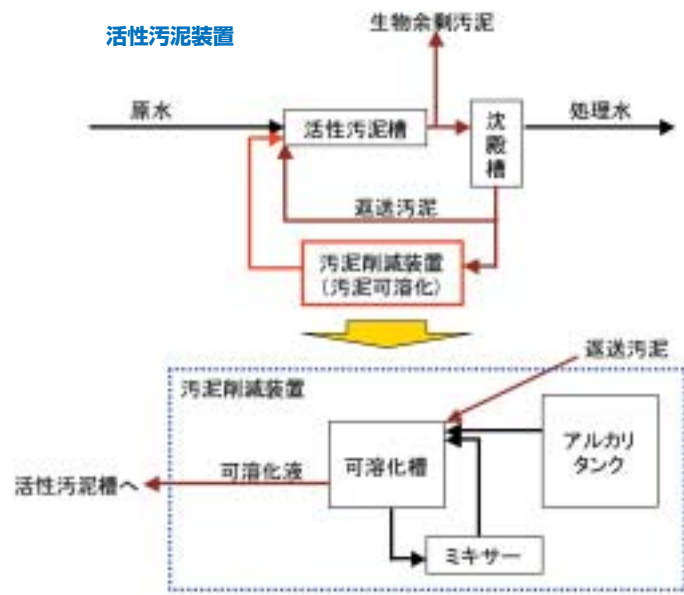 活性汚泥装置
生物余剰汚泥
原水
活性汚泥槽
沈殿槽
処理水
返送汚泥
汚泥削減装置
(汚泥可溶化)
返送汚泥
汚泥削減装置
アルカリ
タンク
可溶化槽
可溶化液
活性汚泥槽へ
ミキサー